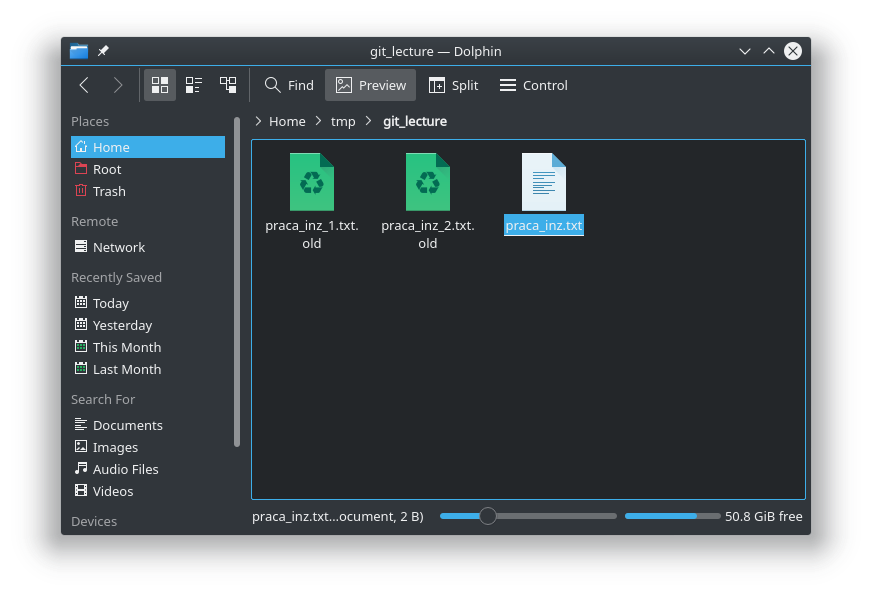 git_lecture — Dolphin
Find
Preview
Split
Control
Places
Home
Root
Trash
Remote
Network
Recently Saved
Today
Yesterday
This Month
Last Month
Search For
Documents
Images
Audio Files
Videos
Devices
> Home > tmp > git_lecture
praca_inz_1.txt.
old
praca_inz_2.txt.
old
praca_inz.txt
praca_inz.txt...ocument, 2 B)
50.8 GiB free